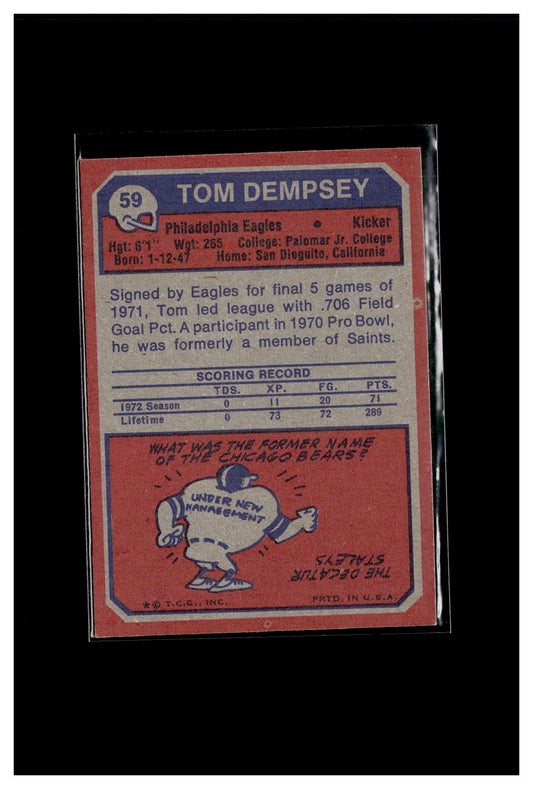 59
TOM DEMPSEY
Philadelphia Eagles • Kicker
Hgt: 6'1" Wgt: 265 College: Palomar Jr. College
Born: 1-12-47 Home: San Dieguito, California
Signed by Eagles for final 5 games of
1971, Tom led league with .706 Field
Goal Pct. A participant in 1970 Pro Bowl,
he was formerly a member of Saints.
SCORING RECORD
TDS. XP. FG. PTS.
1972 Season 0 11 20 71
Lifetime 0 73 72 289
WHAT WAS THE FORMER NAME
OF THE CHICAGO BEARS?
UNDER NEW
MANAGEMENT
THE DECATUR
STALEYS
★ © T.C.G., INC. PRTD. IN U.S.A.